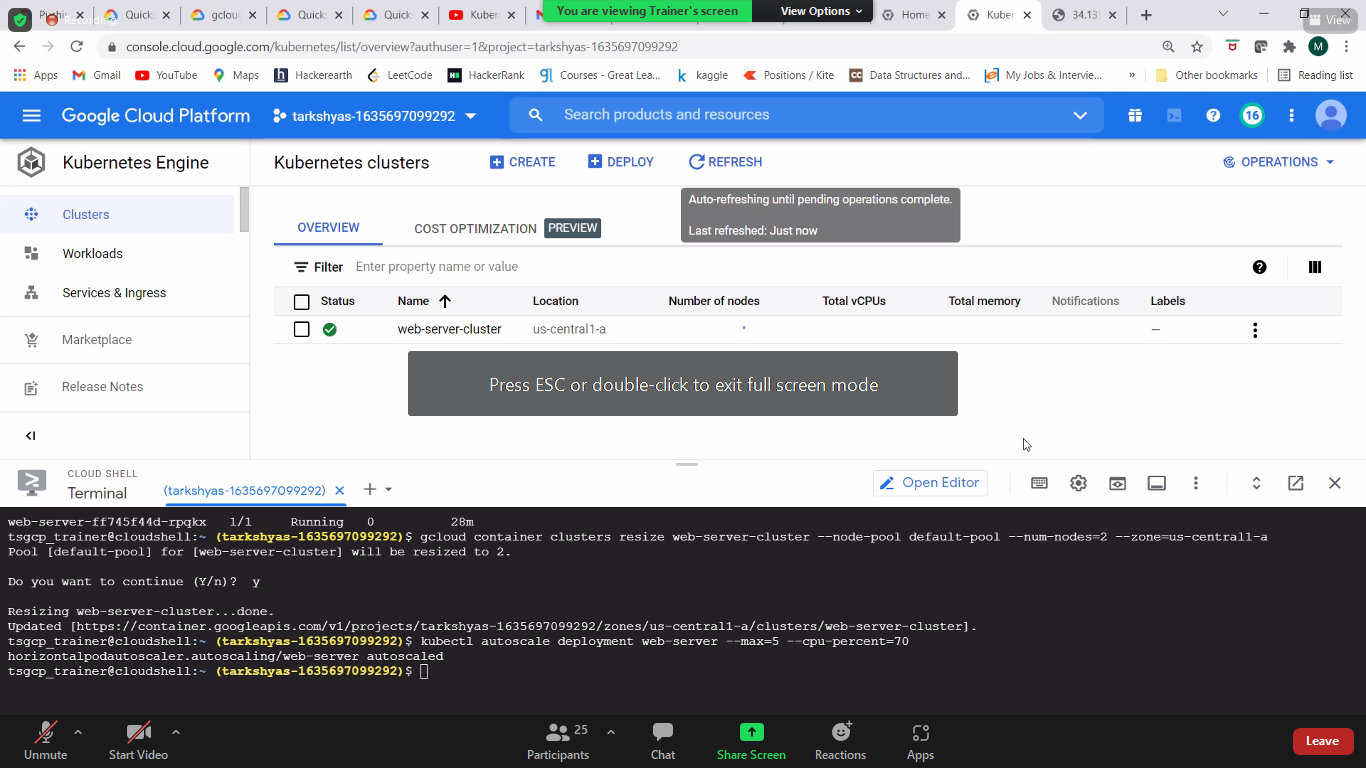 Recording
Pushin
Quick
gclou
Quick
Quick
Kuber
You are viewing Trainer's screen
View Options
Home
Kuber
34.13
View
console.cloud.google.com/kubernetes/list/overview?authuser=1&project=tarkshyas-1635697099292
M
Apps
Gmail
YouTube
Maps
Hackerearth
LeetCode
HackerRank
Courses - Great Lea...
kaggle
Positions / Kite
Data Structures and...
My Jobs & Intervie...
»
Other bookmarks
Reading list
Google Cloud Platform
tarkshyas-1635697099292
Search products and resources
16
Kubernetes Engine
Kubernetes clusters
CREATE
DEPLOY
REFRESH
OPERATIONS
Auto-refreshing until pending operations complete.
Last refreshed: Just now
Clusters
Workloads
Services & Ingress
Marketplace
Release Notes
OVERVIEW
COST OPTIMIZATION
PREVIEW
Filter
Enter property name or value
Status
Name
Location
Number of nodes
Total vCPUs
Total memory
Notifications
Labels
web-server-cluster
us-central1-a
—
Press ESC or double-click to exit full screen mode
CLOUD SHELL
Terminal
(tarkshyas-1635697099292)
Open Editor
web-server-ff745f44d-rpqkx   1/1     Running   0          28m
tsgcp_trainer@cloudshell:~ (tarkshyas-1635697099292)$ gcloud container clusters resize web-server-cluster --node-pool default-pool --num-nodes=2 --zone=us-central1-a
Pool [default-pool] for [web-server-cluster] will be resized to 2.
Do you want to continue (Y/n)?  y
Resizing web-server-cluster...done.
Updated [https://container.googleapis.com/v1/projects/tarkshyas-1635697099292/zones/us-central1-a/clusters/web-server-cluster].
tsgcp_trainer@cloudshell:~ (tarkshyas-1635697099292)$ kubectl autoscale deployment web-server --max=5 --cpu-percent=70
horizontalpodautoscaler.autoscaling/web-server autoscaled
tsgcp_trainer@cloudshell:~ (tarkshyas-1635697099292)$
Unmute
Start Video
Participants
25
Chat
Share Screen
Reactions
Apps
Leave